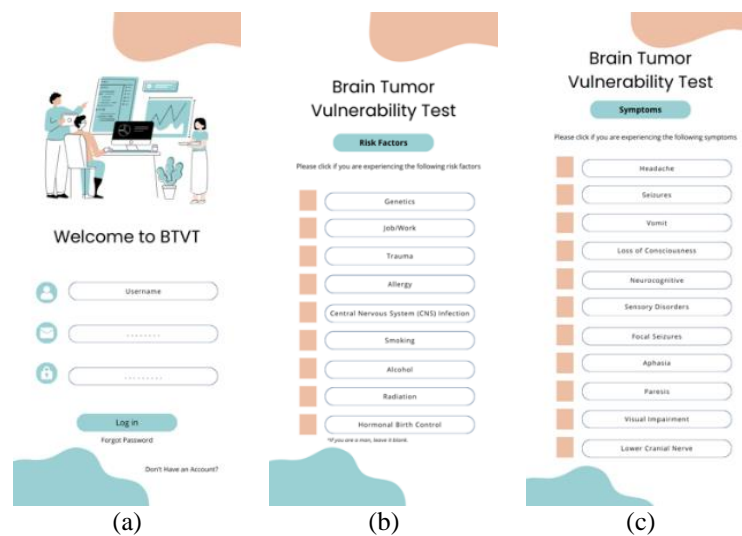 Welcome to BTVT
Username
. . . . . . . .
. . . . . . . . .
Log in
Forgot Password
Don't Have an Account?
(a)
Brain Tumor
Vulnerability Test
Risk Factors
Please click if you are experiencing the following risk factors
Genetics
Job/Work
Trauma
Allergy
Central Nervous System (CNS) Infection
Smoking
Alcohol
Radiation
Hormonal Birth Control
*If you are a man, leave it blank.
(b)
Brain Tumor
Vulnerability Test
Symptoms
Please click if you are experiencing the following symptoms
Headache
Seizures
Vomit
Loss of Consciousness
Neurocognitive
Sensory Disorders
Focal Seizures
Aphasia
Paresis
Visual Impairment
Lower Cranial Nerve
(c)